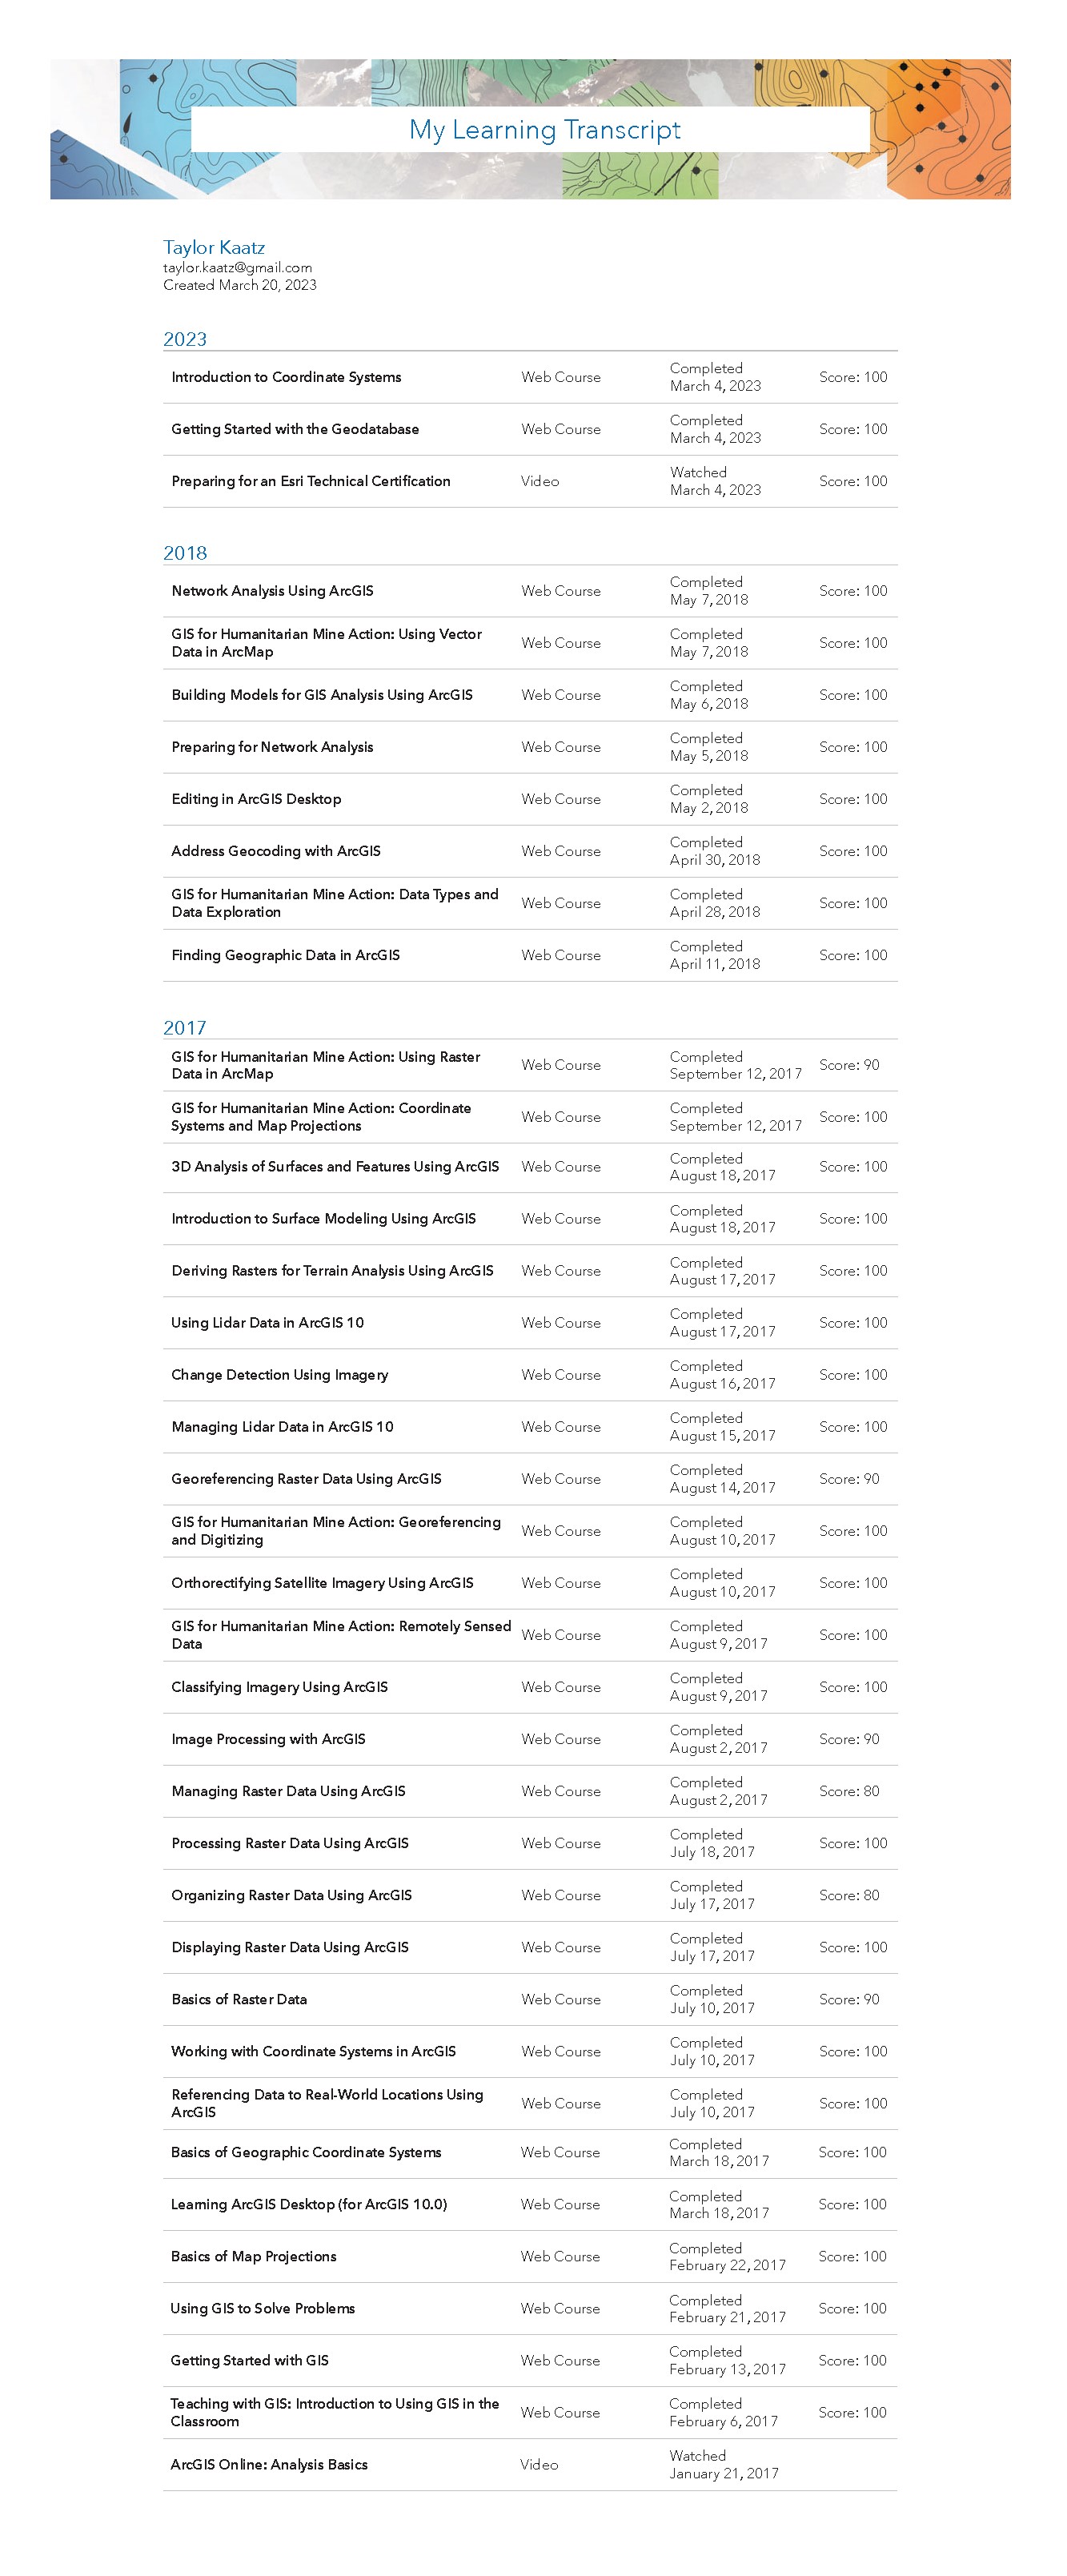 My Learning Transcript
Taylor Kaatz
taylor.kaatz@gmail.com
Created March 20, 2023
2023
Introduction to Coordinate Systems Web Course Completed March 4, 2023 Score: 100
Getting Started with the Geodatabase Web Course Completed March 4, 2023 Score: 100
Preparing for an Esri Technical Certification Video Watched March 4, 2023 Score: 100
2018
Network Analysis Using ArcGIS Web Course Completed May 7, 2018 Score: 100
GIS for Humanitarian Mine Action: Using Vector Data in ArcMap Web Course Completed May 7, 2018 Score: 100
Building Models for GIS Analysis Using ArcGIS Web Course Completed May 6, 2018 Score: 100
Preparing for Network Analysis Web Course Completed May 5, 2018 Score: 100
Editing in ArcGIS Desktop Web Course Completed May 2, 2018 Score: 100
Address Geocoding with ArcGIS Web Course Completed April 30, 2018 Score: 100
GIS for Humanitarian Mine Action: Data Types and Data Exploration Web Course Completed April 28, 2018 Score: 100
Finding Geographic Data in ArcGIS Web Course Completed April 11, 2018 Score: 100
2017
GIS for Humanitarian Mine Action: Using Raster Data in ArcMap Web Course Completed September 12, 2017 Score: 90
GIS for Humanitarian Mine Action: Coordinate Systems and Map Projections Web Course Completed September 12, 2017 Score: 100
3D Analysis of Surfaces and Features Using ArcGIS Web Course Completed August 18, 2017 Score: 100
Introduction to Surface Modeling Using ArcGIS Web Course Completed August 18, 2017 Score: 100
Deriving Rasters for Terrain Analysis Using ArcGIS Web Course Completed August 17, 2017 Score: 100
Using Lidar Data in ArcGIS 10 Web Course Completed August 17, 2017 Score: 100
Change Detection Using Imagery Web Course Completed August 16, 2017 Score: 100
Managing Lidar Data in ArcGIS 10 Web Course Completed August 15, 2017 Score: 100
Georeferencing Raster Data Using ArcGIS Web Course Completed August 14, 2017 Score: 90
GIS for Humanitarian Mine Action: Georeferencing and Digitizing Web Course Completed August 10, 2017 Score: 100
Orthorectifying Satellite Imagery Using ArcGIS Web Course Completed August 10, 2017 Score: 100
GIS for Humanitarian Mine Action: Remotely Sensed Data Web Course Completed August 9, 2017 Score: 100
Classifying Imagery Using ArcGIS Web Course Completed August 9, 2017 Score: 100
Image Processing with ArcGIS Web Course Completed August 2, 2017 Score: 90
Managing Raster Data Using ArcGIS Web Course Completed August 2, 2017 Score: 80
Processing Raster Data Using ArcGIS Web Course Completed July 18, 2017 Score: 100
Organizing Raster Data Using ArcGIS Web Course Completed July 17, 2017 Score: 80
Displaying Raster Data Using ArcGIS Web Course Completed July 17, 2017 Score: 100
Basics of Raster Data Web Course Completed July 10, 2017 Score: 90
Working with Coordinate Systems in ArcGIS Web Course Completed July 10, 2017 Score: 100
Referencing Data to Real-World Locations Using ArcGIS Web Course Completed July 10, 2017 Score: 100
Basics of Geographic Coordinate Systems Web Course Completed March 18, 2017 Score: 100
Learning ArcGIS Desktop (for ArcGIS 10.0) Web Course Completed March 18, 2017 Score: 100
Basics of Map Projections Web Course Completed February 22, 2017 Score: 100
Using GIS to Solve Problems Web Course Completed February 21, 2017 Score: 100
Getting Started with GIS Web Course Completed February 13, 2017 Score: 100
Teaching with GIS: Introduction to Using GIS in the Classroom Web Course Completed February 6, 2017 Score: 100
ArcGIS Online: Analysis Basics Video Watched January 21, 2017